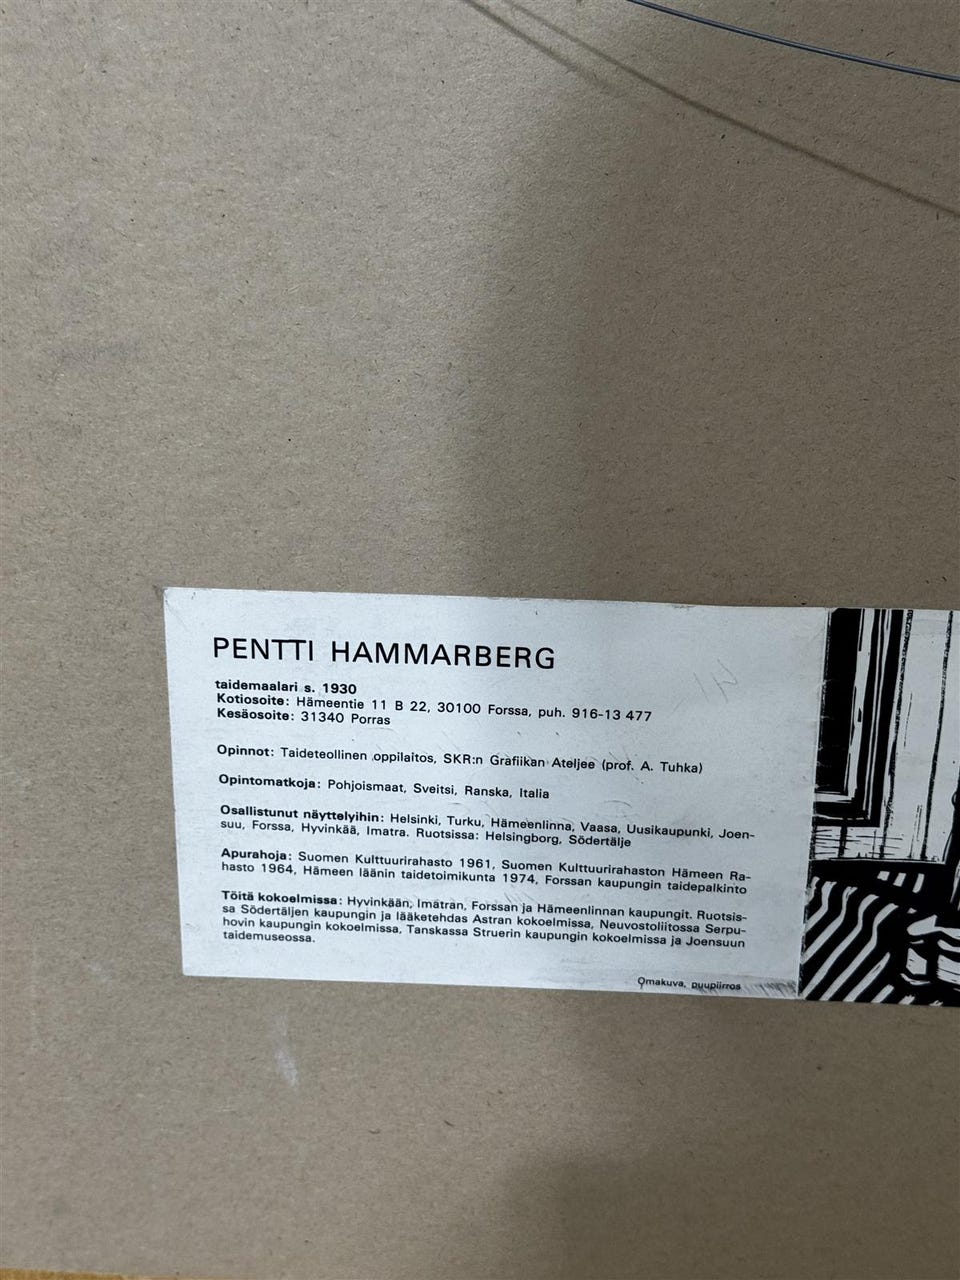 PENTTI HAMMARBERG
taidemaalari s. 1930
Kotiosoite: Hämeentie 11 B 22, 30100 Forssa, puh. 916-13 477
Kesäosoite: 31340 Porras
Opinnot: Taideteollinen oppilaitos, SKR:n Grafiikan Ateljee (prof. A. Tuhka)
Opintomatkoja: Pohjoismaat, Sveitsi, Ranska, Italia
Osallistunut näyttelyihin: Helsinki, Turku, Hämeenlinna, Vaasa, Uusikaupunki, Joen-
suu, Forssa, Hyvinkää, Imatra. Ruotsissa: Helsingborg, Södertälje
Apurahoja: Suomen Kulttuurirahasto 1961, Suomen Kulttuurirahaston Hämeen Ra-
hasto 1964, Hämeen läänin taidetoimikunta 1974, Forssan kaupungin taidepalkinto
Töitä kokoelmissa: Hyvinkään, Imatran, Forssan ja Hämeenlinnan kaupungit. Ruotsis-
sa Södertäljen kaupungin ja lääketehdas Astran kokoelmissa, Neuvostoliitossa Serpu-
hovin kaupungin kokoelmissa, Tanskassa Struerin kaupungin kokoelmissa ja Joensuun
taidemuseossa.
Omakuva, puupiirros